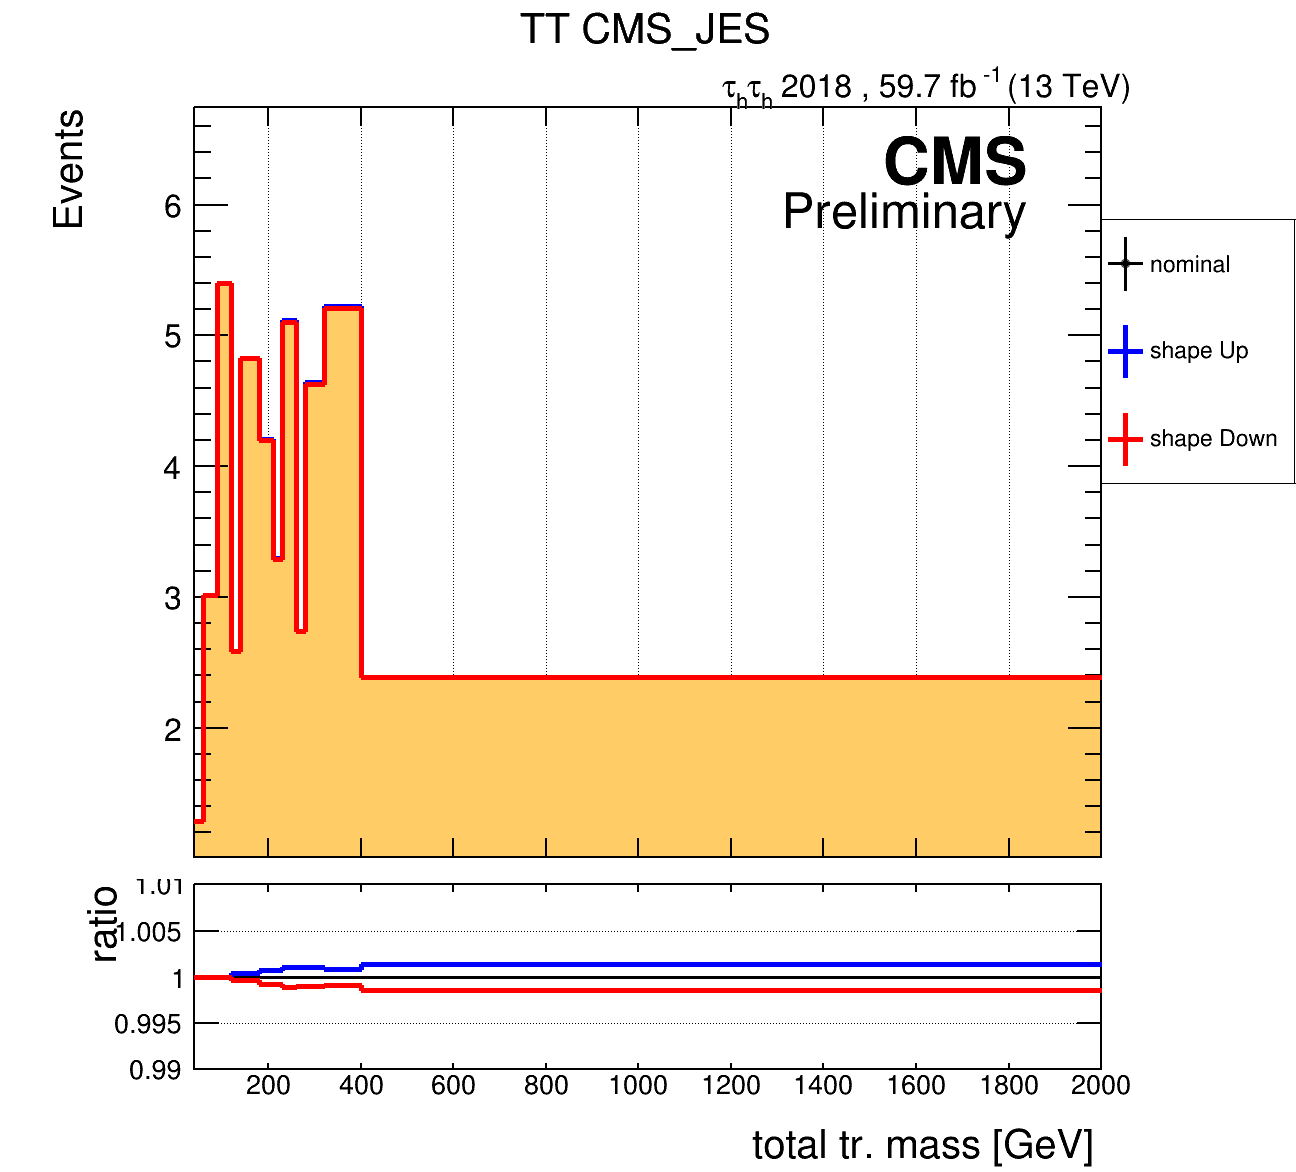 TT CMS_JES
τhτh 2018 , 59.7 fb -1 (13 TeV)
Events
CMS
Preliminary
6
5
4
3
2
nominal
shape Up
shape Down
ratio
1.01
1.005
1
0.995
0.99
200 400 600 800 1000 1200 1400 1600 1800 2000
total tr. mass [GeV]